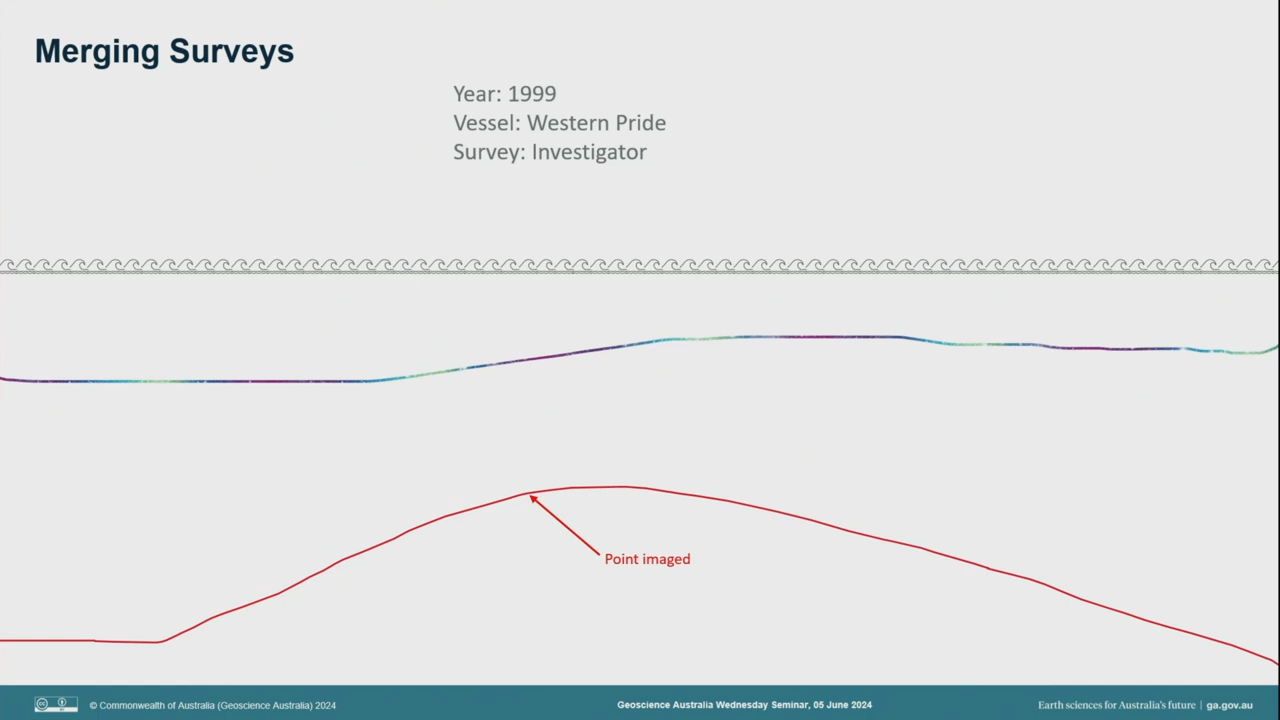 Merging Surveys
Year: 1999
Vessel: Western Pride
Survey: Investigator
Point imaged
© Commonwealth of Australia (Geoscience Australia) 2024
Geoscience Australia Wednesday Seminar, 05 June 2024
Earth sciences for Australia's future | ga.gov.au